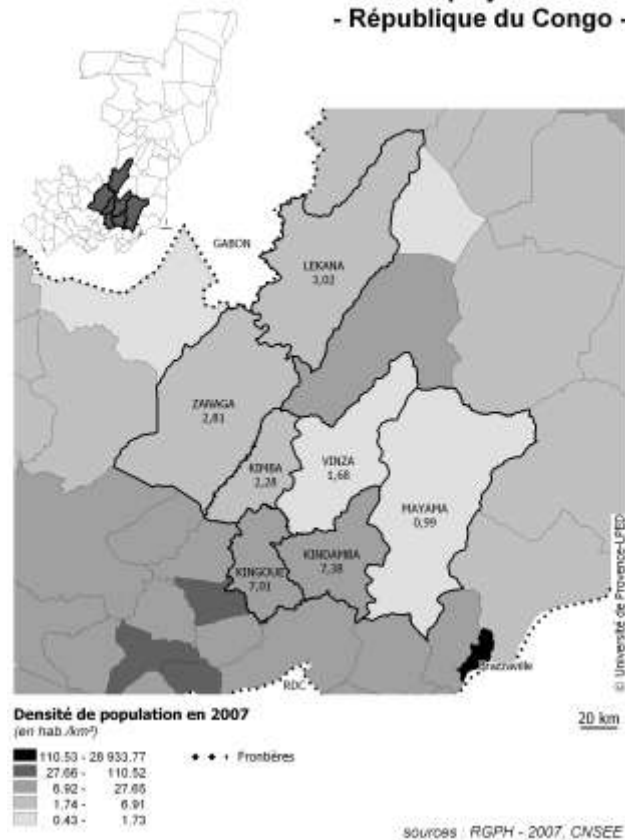 - République du Congo -
GABON
LEKANA
3,02
ZANAGA
2,81
KIMBA
2,28
VINZA
1,68
MAYAMA
0,99
KINGOUE
7,01
KINDAMBA
7,38
Brazzaville
RDC
© Université de Provence-LPED
Densité de population en 2007
(en hab./km²)
110.53 - 28 933.77
27.66 - 110.52
6.92 - 27.65
1.74 - 6.91
0.43 - 1.73
Frontières
20 km
sources : RGPH - 2007, CNSEE